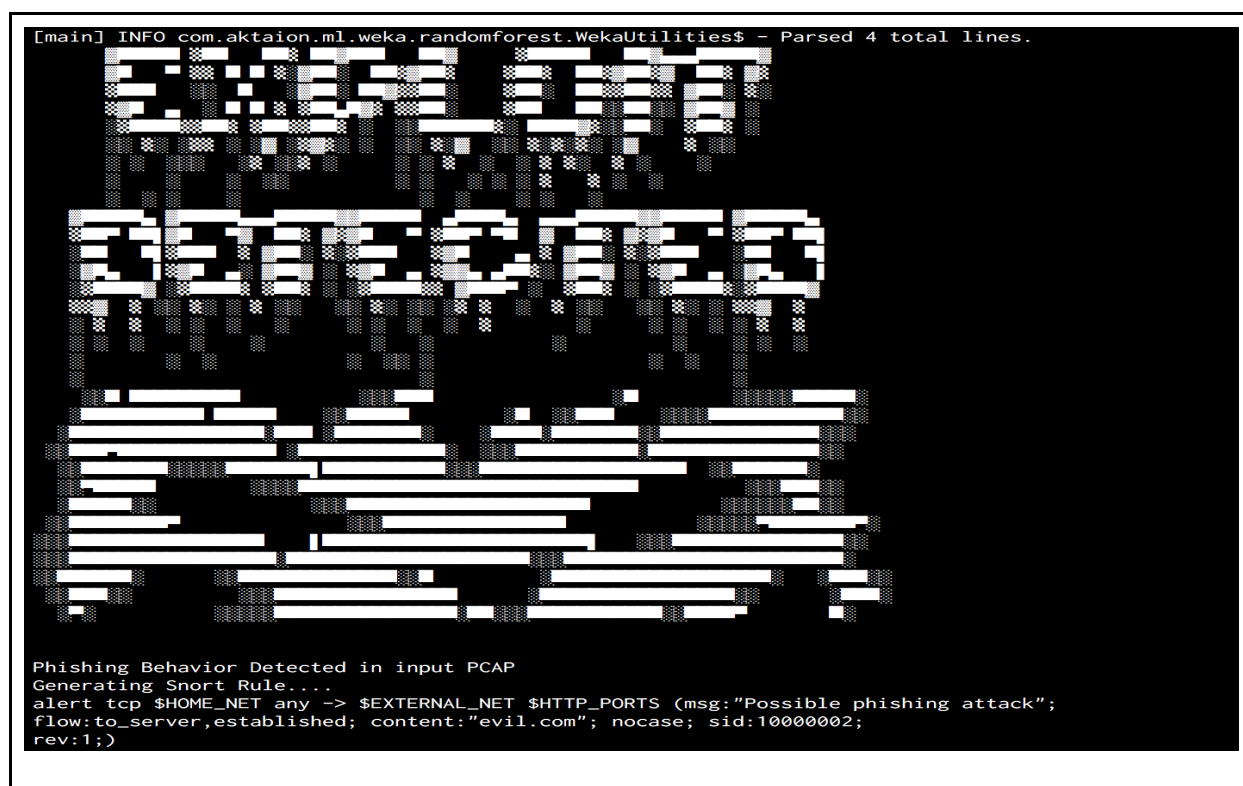 [main] INFO com.aktaion.ml.weka.randomforest.WekaUtilities$ - Parsed 4 total lines.
EXPLOIT
DETECTED
Phishing Behavior Detected in input PCAP
Generating Snort Rule....
alert tcp $HOME_NET any -> $EXTERNAL_NET $HTTP_PORTS (msg:"Possible phishing attack";
flow:to_server,established; content:"evil.com"; nocase; sid:10000002;
rev:1;)